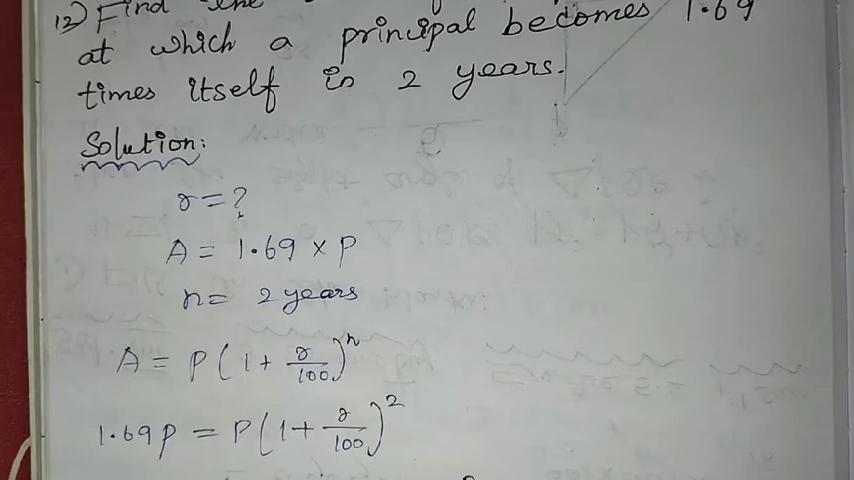 12) Find the
at which a principal becomes 1.69
times itself in 2 years.
Solution:
r = ?
A = 1.69 × P
n = 2 years
A = P(1 + r/100)^n
1.69P = P(1 + r/100)^2